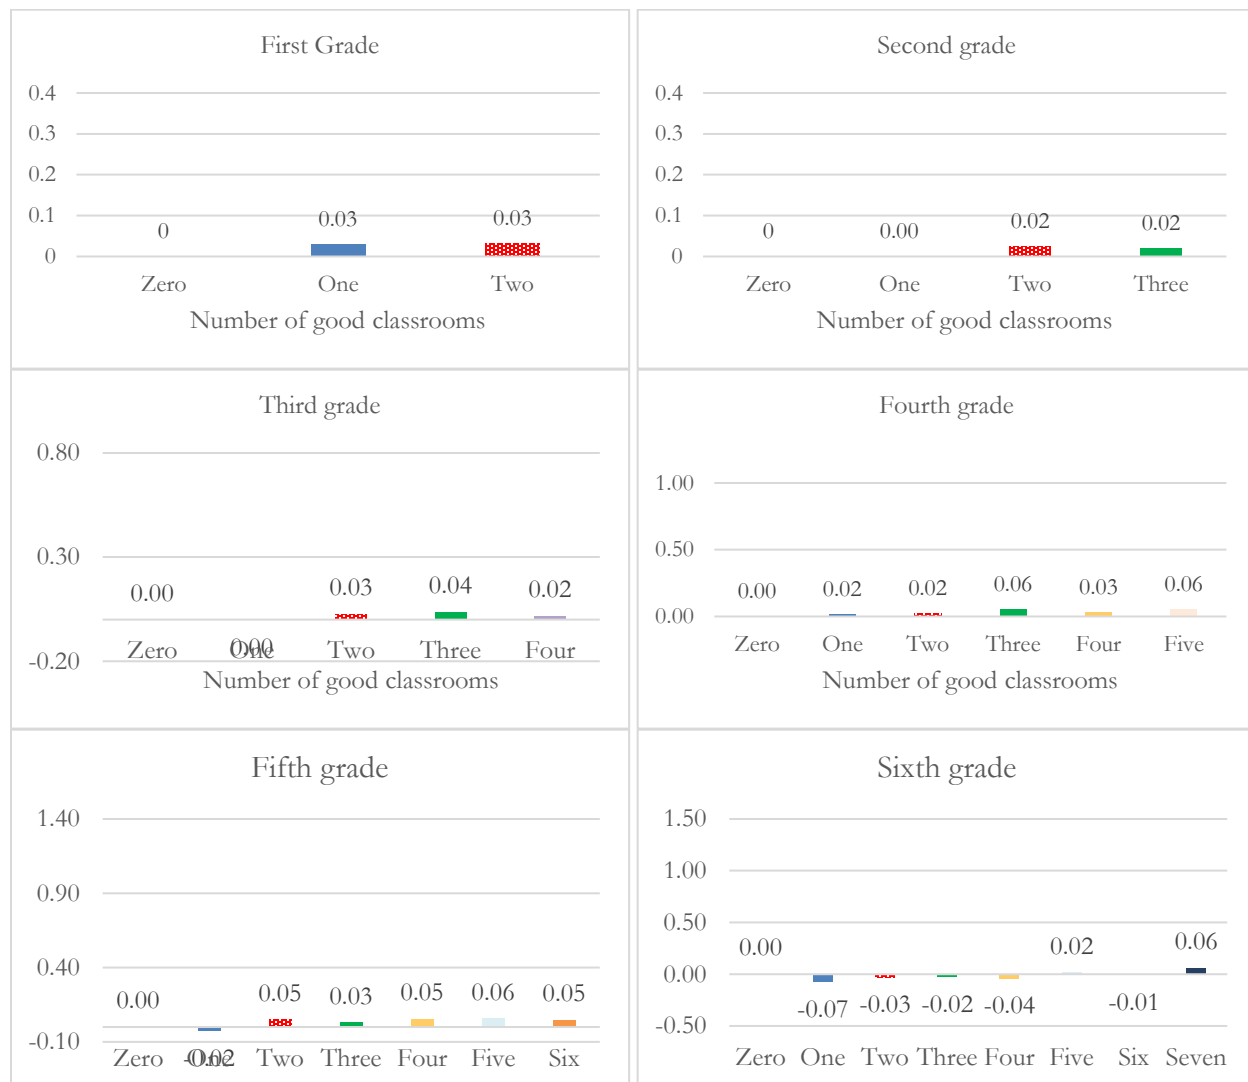 First Grade
0.4
0.3
0.2
0.1
0
0 0.03 0.03
Zero One Two
Number of good classrooms
Second grade
0.4
0.3
0.2
0.1
0
0 0.00 0.02 0.02
Zero One Two Three
Number of good classrooms
Third grade
0.80
0.30
-0.20
0.00 0.00 0.03 0.04 0.02
Zero One Two Three Four
Number of good classrooms
Fourth grade
1.00
0.50
0.00
0.00 0.02 0.02 0.06 0.03 0.06
Zero One Two Three Four Five
Number of good classrooms
Fifth grade
1.40
0.90
0.40
-0.10
0.00 -0.02 0.05 0.03 0.05 0.06 0.05
Zero One Two Three Four Five Six
Sixth grade
1.50
1.00
0.50
0.00
-0.50
0.00 -0.07 -0.03 -0.02 -0.04 0.02 -0.01 0.06
Zero One Two Three Four Five Six Seven